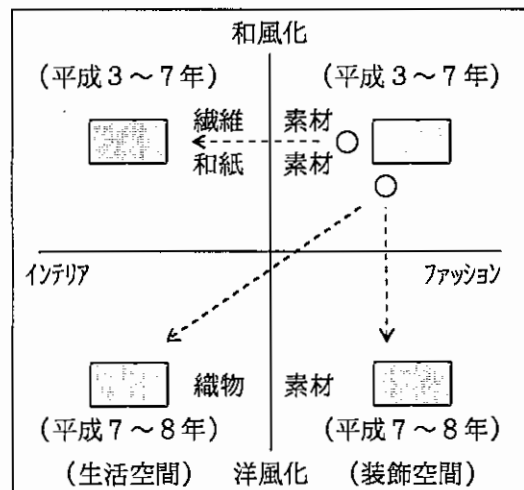 和風化
(平成3～7年) (平成3～7年)
繊維 素材
和紙 素材
インテリア ファッション
織物 素材
(平成7～8年) (平成7～8年)
(生活空間) 洋風化 (装飾空間)